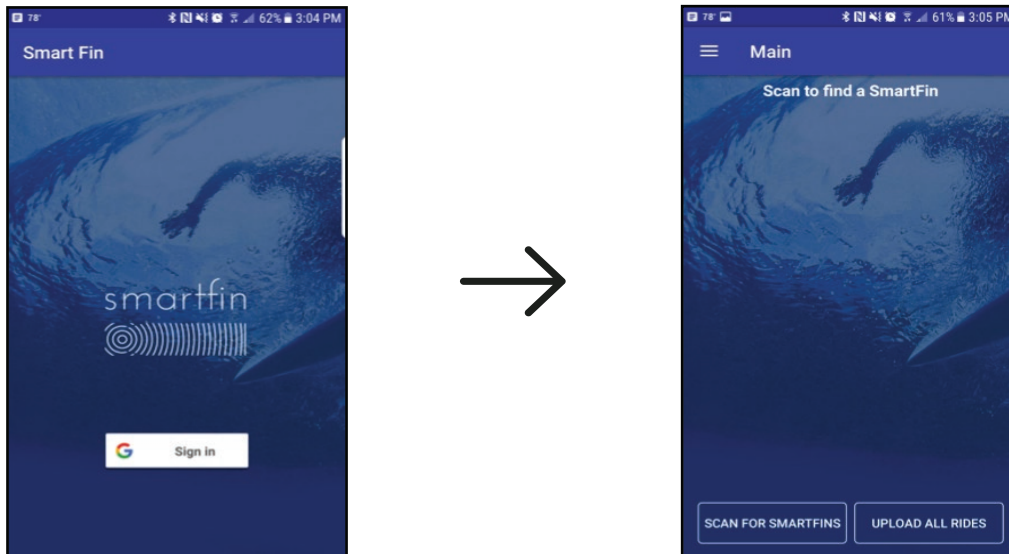 78°
62% 3:04 PM
Smart Fin
smartfin
Sign in
78°
61% 3:05 PM
Main
Scan to find a SmartFin
SCAN FOR SMARTFINS
UPLOAD ALL RIDES